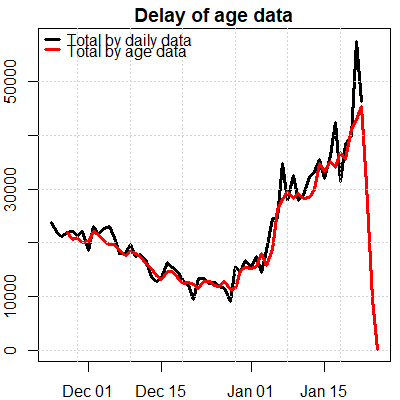 Delay of age data
Total by daily data
Total by age data
50000
30000
10000
0
Dec 01
Dec 15
Jan 01
Jan 15